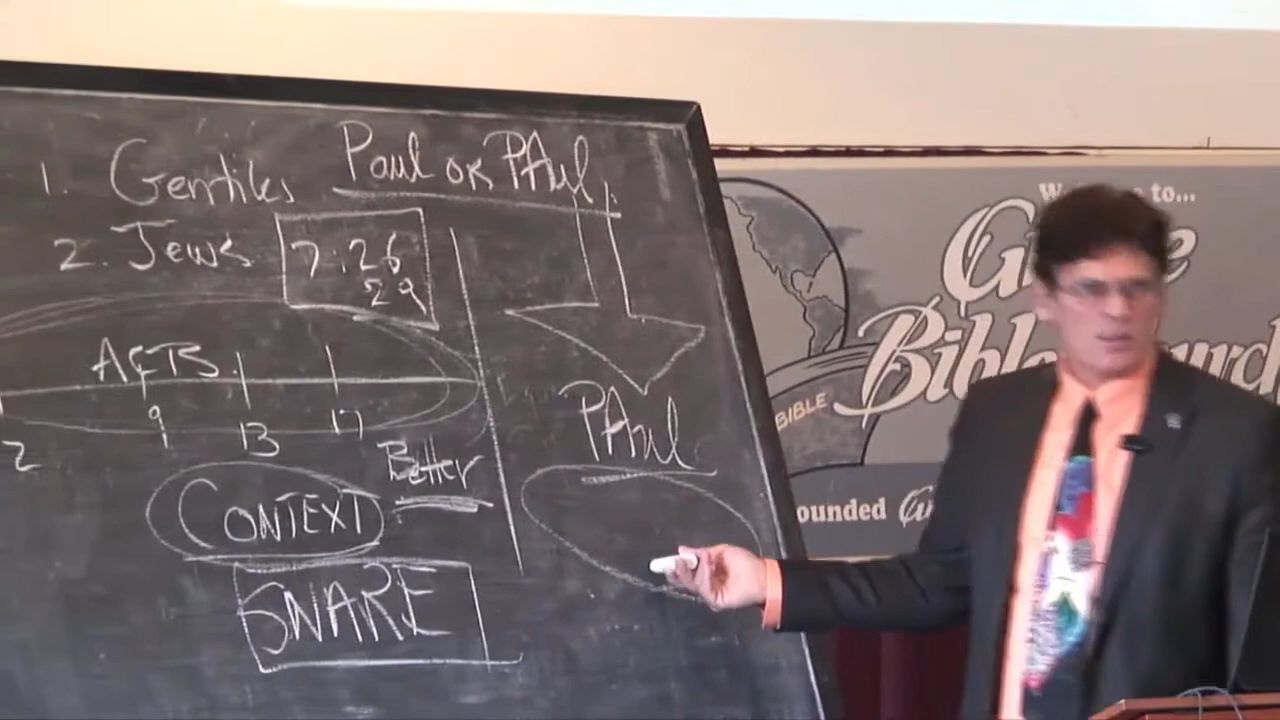 1. Gentiles Paul OR PAul
2. Jews 7:26
29
ACTS
2 9 13 17
Better
PAul
CONTEXT
SNARE
to...
Bible
BIBLE
ounded